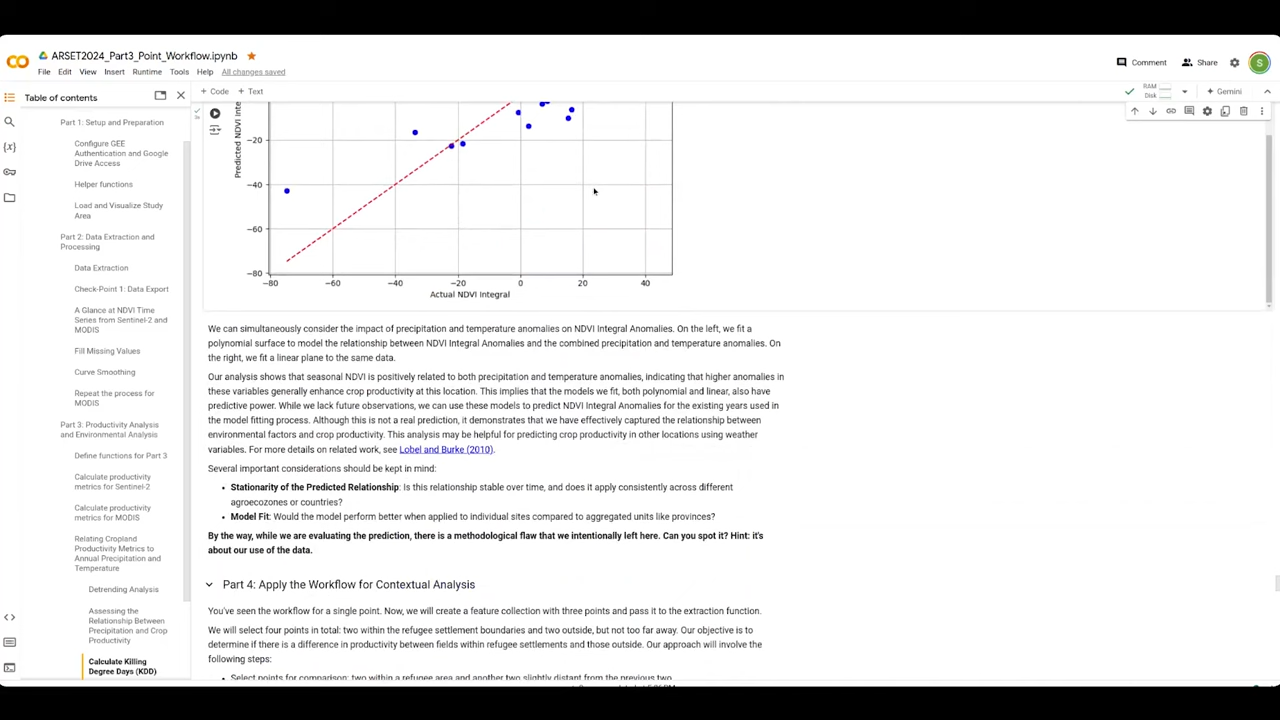 ARSET2024_Part3_Point_Workflow.ipynb
File Edit View Insert Runtime Tools Help All changes saved
Comment Share S
Table of contents
+ Code + Text
RAM
Disk
Gemini
Part 1: Setup and Preparation
Configure GEE
Authentication and Google
Drive Access
Helper functions
Load and Visualize Study
Area
Part 2: Data Extraction and
Processing
Data Extraction
Check-Point 1: Data Export
A Glance at NDVI Time
Series from Sentinel-2 and
MODIS
Fill Missing Values
Curve Smoothing
Repeat the process for
MODIS
Part 3: Productivity Analysis
and Environmental Analysis
Define functions for Part 3
Calculate productivity
metrics for Sentinel-2
Calculate productivity
metrics for MODIS
Relating Cropland
Productivity Metrics to
Annual Precipitation and
Temperature
Detrending Analysis
Assessing the
Relationship Between
Precipitation and Crop
Productivity
Calculate Killing
Degree Days (KDD)
Predicted NDVI Inte
−20
−40
−60
−80
−80 −60 −40 −20 0 20 40
Actual NDVI Integral
We can simultaneously consider the impact of precipitation and temperature anomalies on NDVI Integral Anomalies. On the left, we fit a
polynomial surface to model the relationship between NDVI Integral Anomalies and the combined precipitation and temperature anomalies. On
the right, we fit a linear plane to the same data.
Our analysis shows that seasonal NDVI is positively related to both precipitation and temperature anomalies, indicating that higher anomalies in
these variables generally enhance crop productivity at this location. This implies that the models we fit, both polynomial and linear, also have
predictive power. While we lack future observations, we can use these models to predict NDVI Integral Anomalies for the existing years used in
the model fitting process. Although this is not a real prediction, it demonstrates that we have effectively captured the relationship between
environmental factors and crop productivity. This analysis may be helpful for predicting crop productivity in other locations using weather
variables. For more details on related work, see Lobel and Burke (2010).
Several important considerations should be kept in mind:
• Stationarity of the Predicted Relationship: Is this relationship stable over time, and does it apply consistently across different
agroecozones or countries?
• Model Fit: Would the model perform better when applied to individual sites compared to aggregated units like provinces?
By the way, while we are evaluating the prediction, there is a methodological flaw that we intentionally left here. Can you spot it? Hint: it's
about our use of the data.
Part 4: Apply the Workflow for Contextual Analysis
You've seen the workflow for a single point. Now, we will create a feature collection with three points and pass it to the extraction function.
We will select four points in total: two within the refugee settlement boundaries and two outside, but not too far away. Our objective is to
determine if there is a difference in productivity between fields within refugee settlements and those outside. Our approach will involve the
following steps:
• Select points for comparison: two within a refugee area and another two slightly distant from the previous two